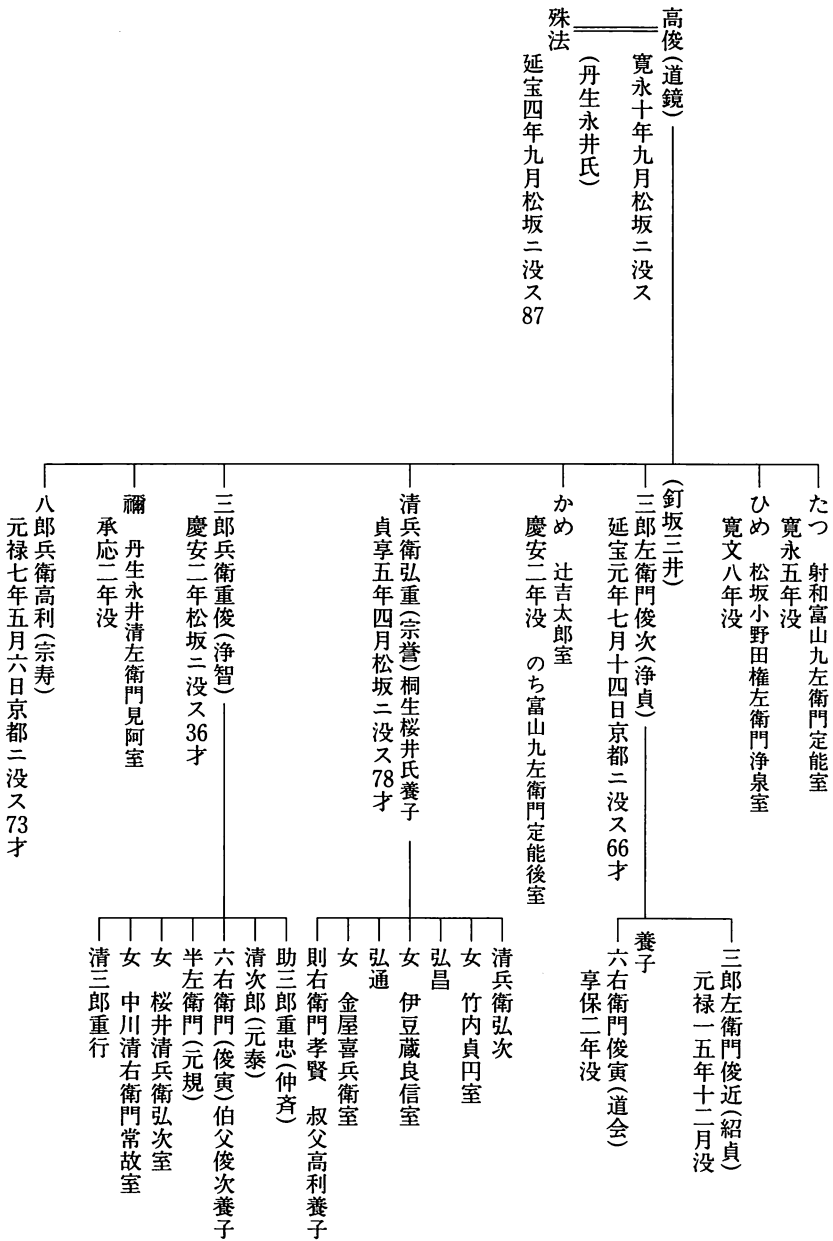 高俊(道鏡)
寛永十年九月松坂ニ没ス
(丹生永井氏)
殊法
延宝四年九月松坂ニ没ス87
たつ 射和富山九左衛門定能室
寛永五年没
ひめ 松坂小野田権左衛門浄泉室
寛文八年没
(釘坂三井)
三郎左衛門俊次(浄貞)
延宝元年七月十四日京都ニ没ス66才
かめ 辻吉太郎室
慶安二年没 のち富山九左衛門定能後室
清兵衛弘重(宗誉)桐生桜井氏養子
貞享五年四月松坂ニ没ス78才
三郎兵衛重俊(浄智)
慶安二年松坂ニ没ス36才
禰 丹生永井清左衛門見阿室
承応二年没
八郎兵衛高利(宗寿)
元禄七年五月六日京都ニ没ス73才
三郎左衛門俊近(紹貞)
元禄一五年十二月没
養子
六右衛門俊寅(道会)
享保二年没
清兵衛弘次
女 竹内貞円室
弘昌
女 伊豆蔵良信室
弘通
女 金屋喜兵衛室
則右衛門孝賢 叔父高利養子
助三郎重忠(仲斉)
清次郎(元泰)
六右衛門(俊寅)伯父俊次養子
半左衛門(元規)
女 桜井清兵衛弘次室
女 中川清右衛門常故室
清三郎重行